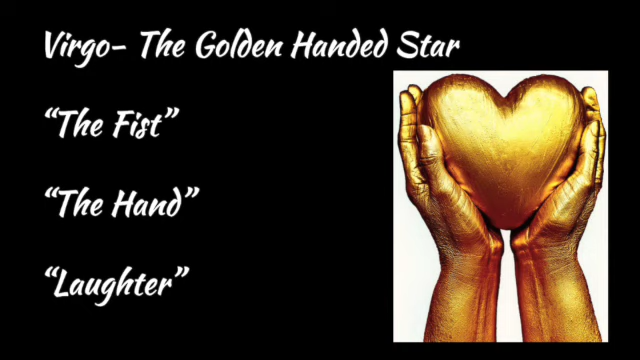 Virgo- The Golden Handed Star
“The Fist”
“The Hand”
“Laughter”